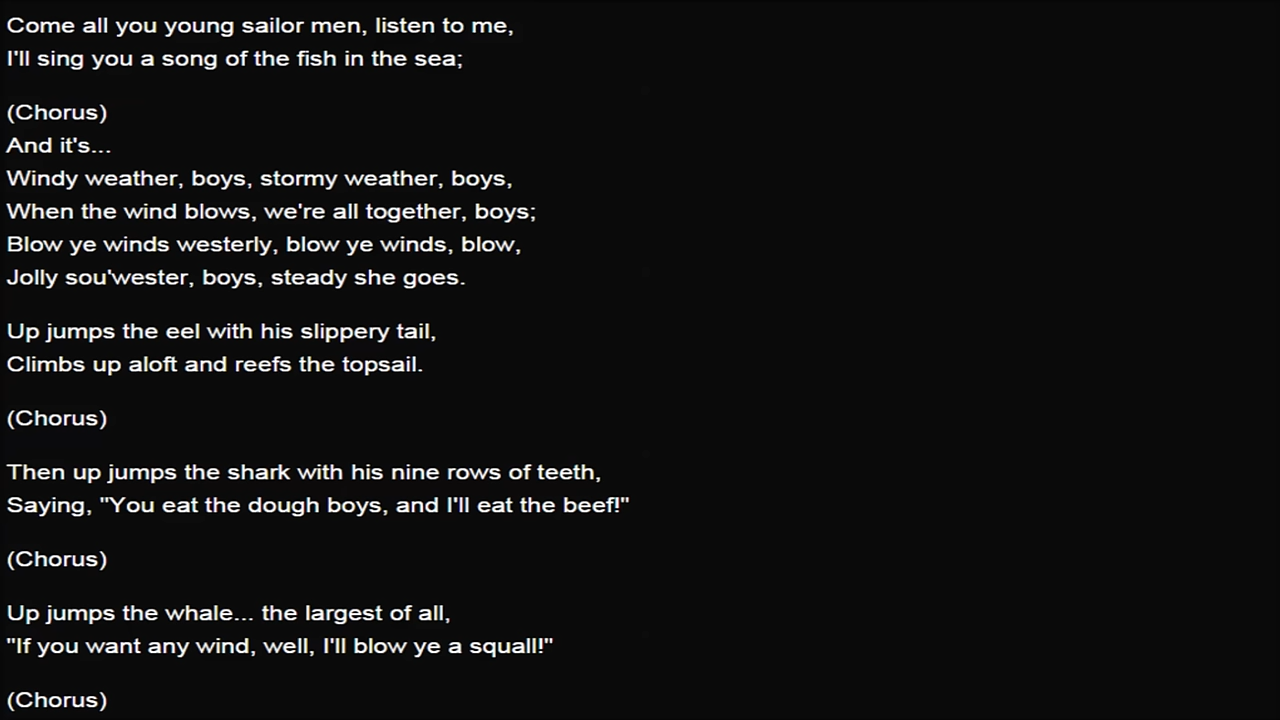 Come all you young sailor men, listen to me,
I'll sing you a song of the fish in the sea;
(Chorus)
And it's...
Windy weather, boys, stormy weather, boys,
When the wind blows, we're all together, boys;
Blow ye winds westerly, blow ye winds, blow,
Jolly sou'wester, boys, steady she goes.
Up jumps the eel with his slippery tail,
Climbs up aloft and reefs the topsail.
(Chorus)
Then up jumps the shark with his nine rows of teeth,
Saying, "You eat the dough boys, and I'll eat the beef!"
(Chorus)
Up jumps the whale... the largest of all,
"If you want any wind, well, I'll blow ye a squall!"
(Chorus)